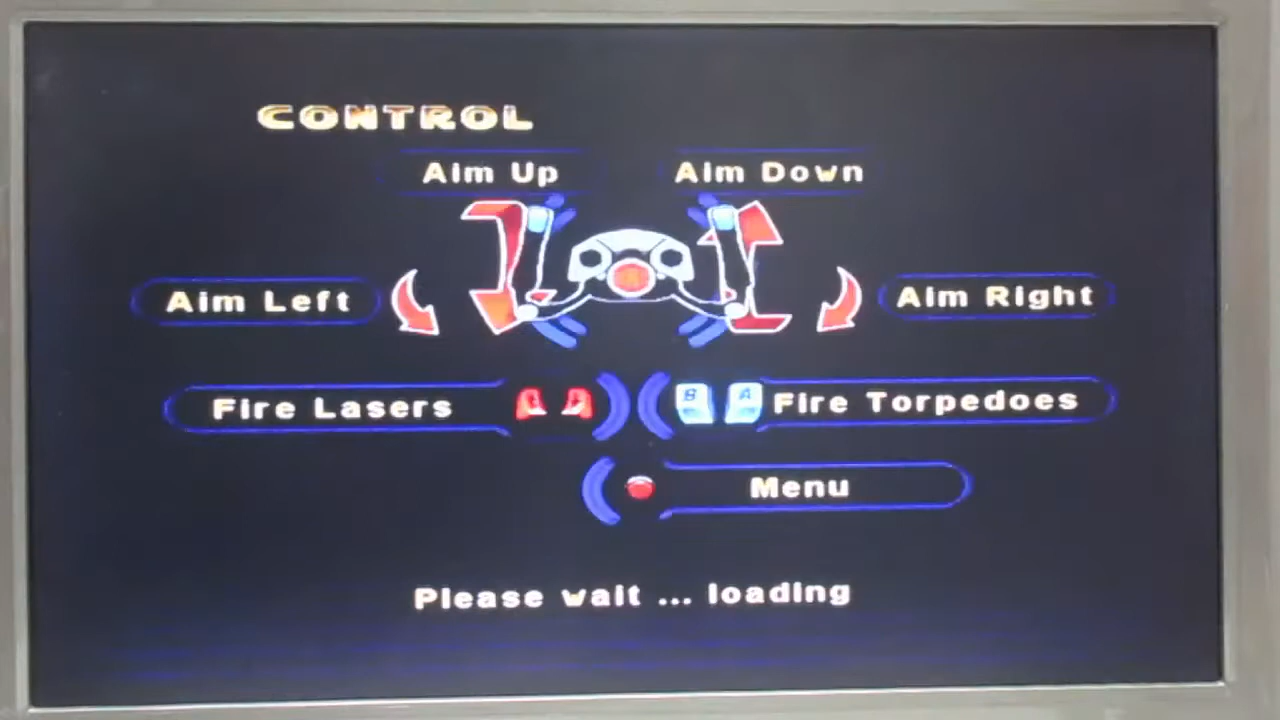 CONTROL
Aim Up
Aim Down
Aim Left
Aim Right
Fire Lasers
B A
Fire Torpedoes
Menu
Please wait ... loading